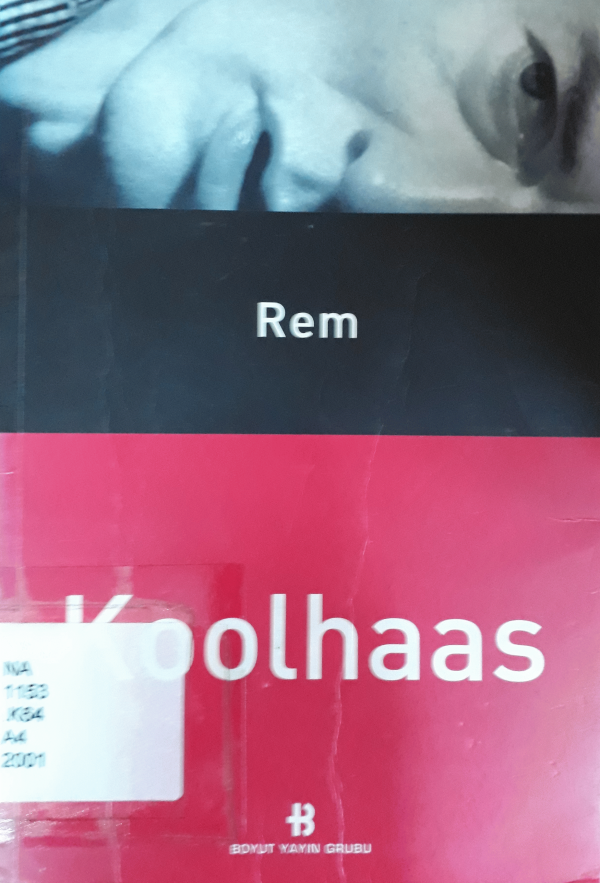 Rem
Koolhaas
NA
1153
.K64
A4
2001
BOYUT YAYIN GRUBU